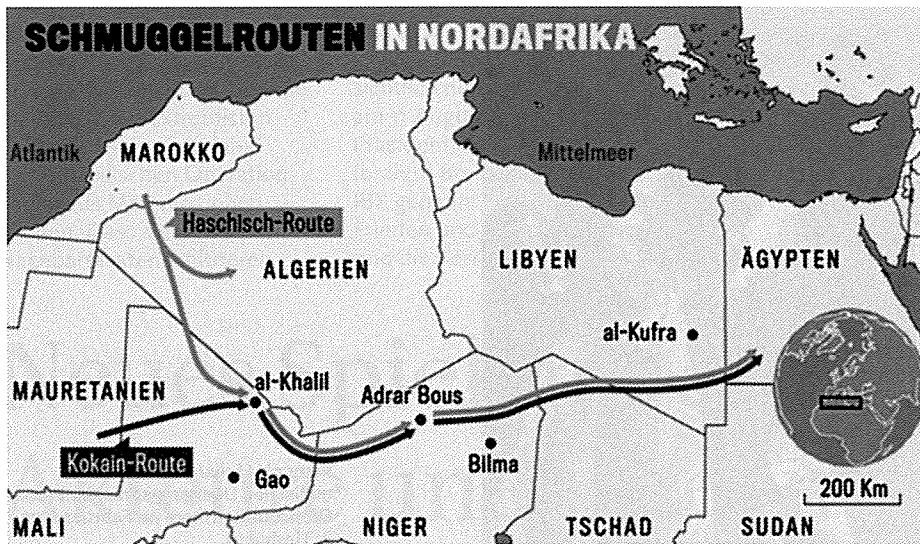 SCHMUGGELROUTEN IN NORDAFRIKA
Atlantik
MAROKKO
Mittelmeer
Haschisch-Route
ALGERIEN
LIBYEN
ÄGYPTEN
al-Kufra
MAURETANIEN
al-Khalil
Adrar Bous
Kokain-Route
Gao
Bilma
200 Km
MALI
NIGER
TSCHAD
SUDAN